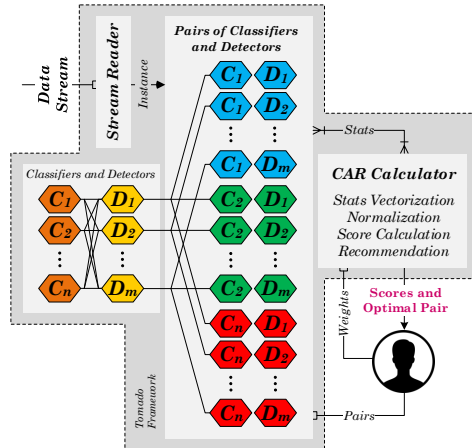 Data
Stream
Stream Reader
Instance
Pairs of Classifiers
and Detectors
C1 D1
C1 D2
C1 Dm
C2 D1
C2 D2
C2 Dm
Cn D1
Cn D2
Cn Dm
Classifiers and Detectors
C1 D1
C2 D2
Cn Dm
Stats
CAR Calculator
Stats Vectorization
Normalization
Score Calculation
Recommendation
Weights
Scores and
Optimal Pair
Pairs
Tornado
Framework